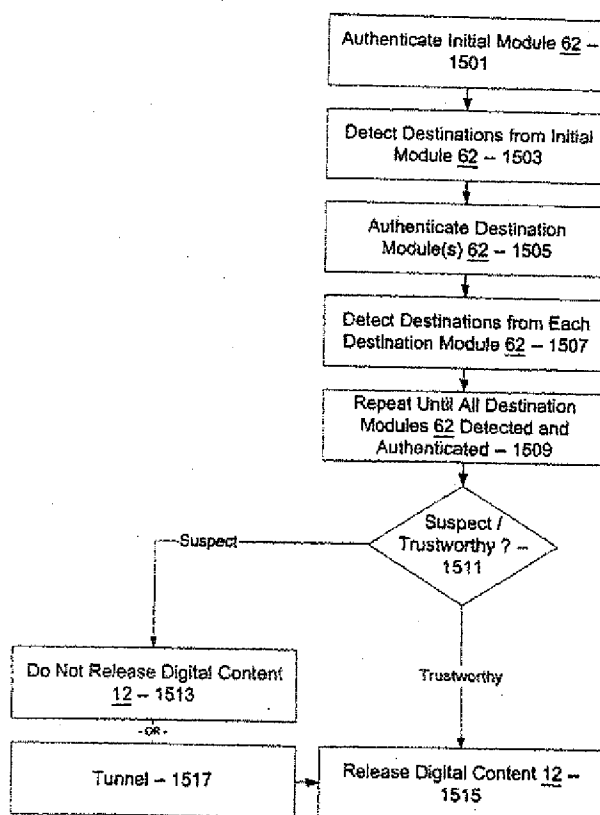 Authenticate Initial Module 62 –
1501
Detect Destinations from Initial
Module 62 – 1503
Authenticate Destination
Module(s) 62 – 1505
Detect Destinations from Each
Destination Module 62 – 1507
Repeat Until All Destination
Modules 62 Detected and
Authenticated – 1509
Suspect /
Trustworthy ? –
1511
Suspect
Trustworthy
Do Not Release Digital Content
12 – 1513
- OR -
Tunnel – 1517
Release Digital Content 12 –
1515